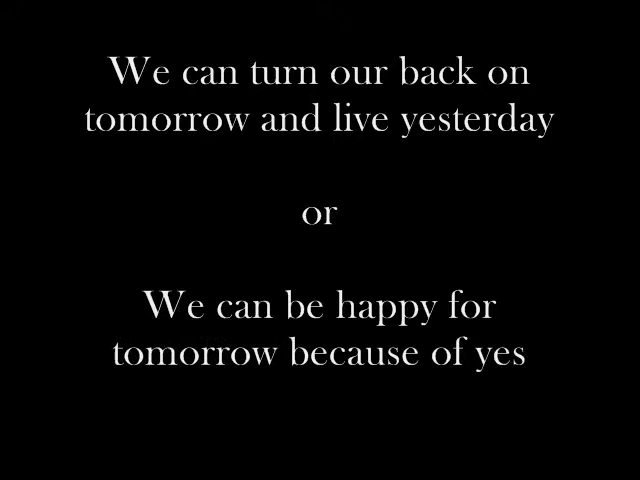 We can turn our back on
tomorrow and live yesterday
or
We can be happy for
tomorrow because of yes